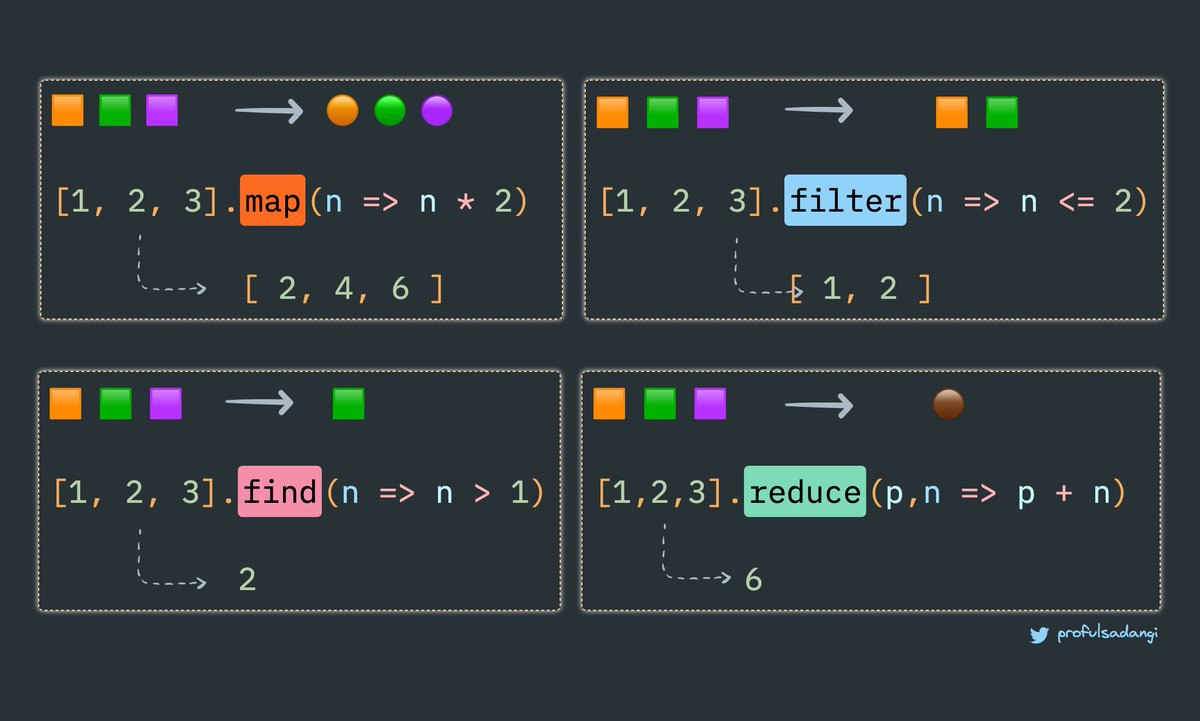 [1, 2, 3].map(n => n * 2)
[ 2, 4, 6 ]
[1, 2, 3].filter(n => n <= 2)
[ 1, 2 ]
[1, 2, 3].find(n => n > 1)
2
[1,2,3].reduce(p,n => p + n)
6
profulsadangi